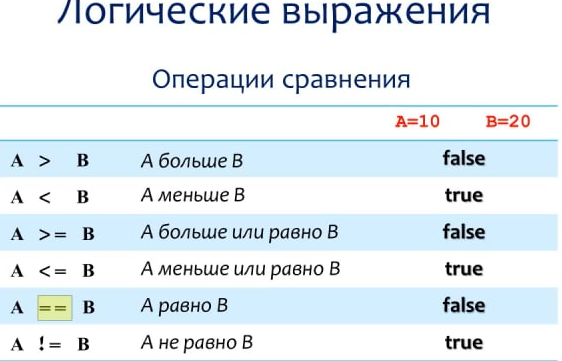 Логические выражения
Операции сравнения
A=10 B=20
A > B А больше В false
A < B А меньше В true
A >= B А больше или равно В false
A <= B А меньше или равно В true
A == B А равно В false
A != B А не равно В true